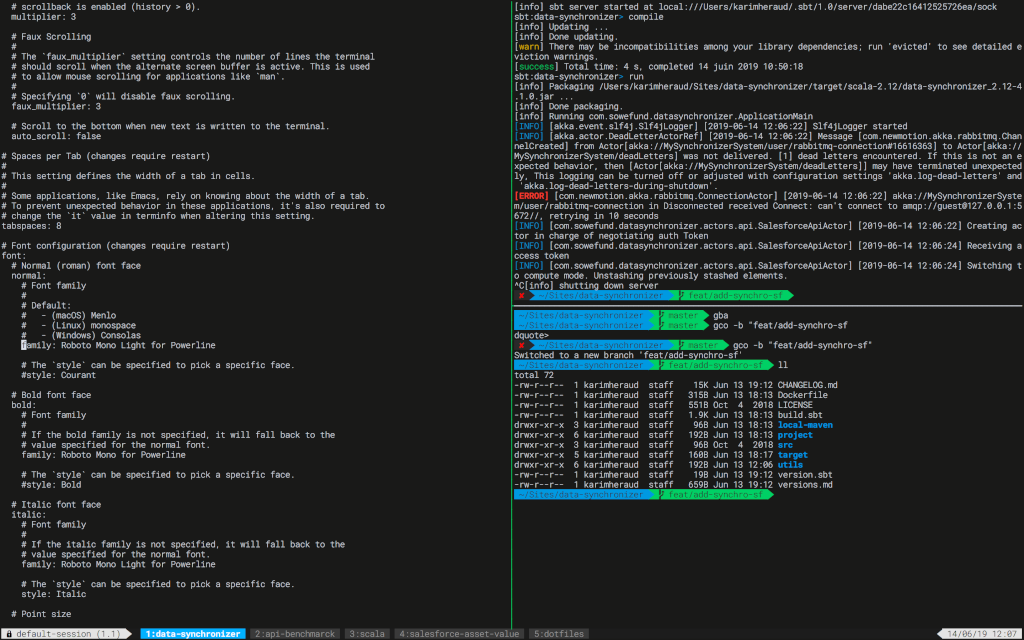 # scrollback is enabled (history > 0).
multiplier: 3
# Faux Scrolling
#
# The `faux_multiplier` setting controls the number of lines the terminal
# should scroll when the alternate screen buffer is active. This is used
# to allow mouse scrolling for applications like `man`.
#
# Specifying `0` will disable faux scrolling.
faux_multiplier: 3
# Scroll to the bottom when new text is written to the terminal.
auto_scroll: false
# Spaces per Tab (changes require restart)
#
# This setting defines the width of a tab in cells.
#
# Some applications, like Emacs, rely on knowing about the width of a tab.
# To prevent unexpected behavior in these applications, it's also required to
# change the `it` value in terminfo when altering this setting.
tabspaces: 8
# Font configuration (changes require restart)
font:
# Normal (roman) font face
normal:
# Font family
#
# Default:
#   - (macOS) Menlo
#   - (Linux) monospace
#   - (Windows) Consolas
family: Roboto Mono Light for Powerline
# The `style` can be specified to pick a specific face.
#style: Courant
# Bold font face
bold:
# Font family
#
# If the bold family is not specified, it will fall back to the
# value specified for the normal font.
family: Roboto Mono for Powerline
# The `style` can be specified to pick a specific face.
#style: Bold
# Italic font face
italic:
# Font family
#
# If the italic family is not specified, it will fall back to the
# value specified for the normal font.
family: Roboto Mono Light for Powerline
# The `style` can be specified to pick a specific face.
style: Italic
# Point size
[info] sbt server started at local:///Users/karimheraud/.sbt/1.0/server/dabe22c16412525726ea/sock
sbt:data-synchronizer> compile
[info] Updating ...
[info] Done updating.
[warn] There may be incompatibilities among your library dependencies; run 'evicted' to see detailed e
viction warnings.
[success] Total time: 4 s, completed 14 juin 2019 10:50:18
sbt:data-synchronizer> run
[info] Packaging /Users/karimheraud/Sites/data-synchronizer/target/scala-2.12/data-synchronizer_2.12-4
.1.0.jar ...
[info] Done packaging.
[info] Running com.sowefund.datasynchronizer.ApplicationMain
[INFO] [akka.event.slf4j.Slf4jLogger] [2019-06-14 12:06:22] Slf4jLogger started
[INFO] [akka.actor.DeadLetterActorRef] [2019-06-14 12:06:22] Message [com.newmotion.akka.rabbitmq.Chan
nelCreated] from Actor[akka://MySynchronizerSystem/user/rabbitmq-connection#16616363] to Actor[akka://
MySynchronizerSystem/deadLetters] was not delivered. [1] dead letters encountered. If this is not an e
xpected behavior, then [Actor[akka://MySynchronizerSystem/deadLetters]] may have terminated unexpected
ly, This logging can be turned off or adjusted with configuration settings 'akka.log-dead-letters' and
'akka.log-dead-letters-during-shutdown'.
[ERROR] [com.newmotion.akka.rabbitmq.ConnectionActor] [2019-06-14 12:06:22] akka://MySynchronizerSyste
m/user/rabbitmq-connection in Disconnected received Connect: can't connect to amqp://guest@127.0.0.1:5
672//, retrying in 10 seconds
[INFO] [com.sowefund.datasynchronizer.actors.api.SalesforceApiActor] [2019-06-14 12:06:22] Creating ac
tor in charge of negotiating auth Token
[INFO] [com.sowefund.datasynchronizer.actors.api.SalesforceApiActor] [2019-06-14 12:06:24] Receiving a
ccess token
[INFO] [com.sowefund.datasynchronizer.actors.api.SalesforceApiActor] [2019-06-14 12:06:24] Switching t
o compute mode. Unstashing previously stashed elements.
^C[info] shutting down server
✘ ~/Sites/data-synchronizer feat/add-synchro-sf
~/Sites/data-synchronizer master gba
~/Sites/data-synchronizer master gco -b "feat/add-synchro-sf
dquote>
✘ ~/Sites/data-synchronizer master gco -b "feat/add-synchro-sf"
Switched to a new branch 'feat/add-synchro-sf'
~/Sites/data-synchronizer feat/add-synchro-sf ll
total 72
-rw-r--r--  1 karimheraud  staff    15K Jun 13 19:12 CHANGELOG.md
-rw-r--r--  1 karimheraud  staff   315B Jun 13 18:13 Dockerfile
-rw-r--r--  1 karimheraud  staff   551B Oct  4  2018 LICENSE
-rw-r--r--  1 karimheraud  staff   1.9K Jun 13 18:13 build.sbt
drwxr-xr-x  3 karimheraud  staff    96B Jun 13 18:13 local-maven
drwxr-xr-x  6 karimheraud  staff   192B Jun 13 18:13 project
drwxr-xr-x  3 karimheraud  staff    96B Oct  4  2018 src
drwxr-xr-x  5 karimheraud  staff   160B Jun 13 18:17 target
drwxr-xr-x  6 karimheraud  staff   192B Jun 13 12:06 utils
-rw-r--r--  1 karimheraud  staff    19B Jun 13 19:12 version.sbt
-rw-r--r--  1 karimheraud  staff   659B Jun 13 19:12 versions.md
~/Sites/data-synchronizer feat/add-synchro-sf
default-session (1.1) 1:data-synchronizer 2:api-benchmarck 3:scala 4:salesforce-asset-value 5:dotfiles 14/06/19 12:07